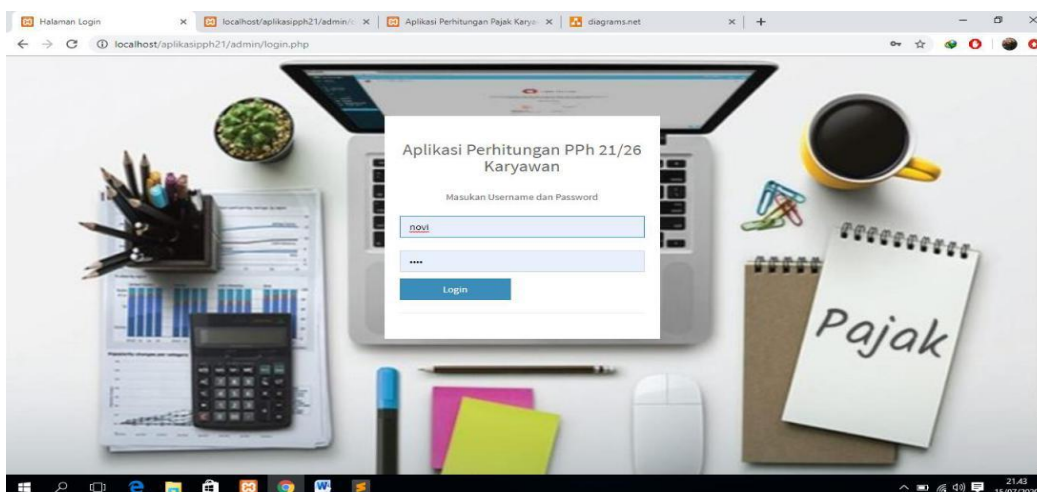 Halaman Login
localhost/aplikasipph21/admin/
Aplikasi Perhitungan Pajak Karya
diagrams.net
localhost/aplikasipph21/admin/login.php
Aplikasi Perhitungan PPh 21/26
Karyawan
Masukan Username dan Password
novi
••••
Login
Pajak
21.43